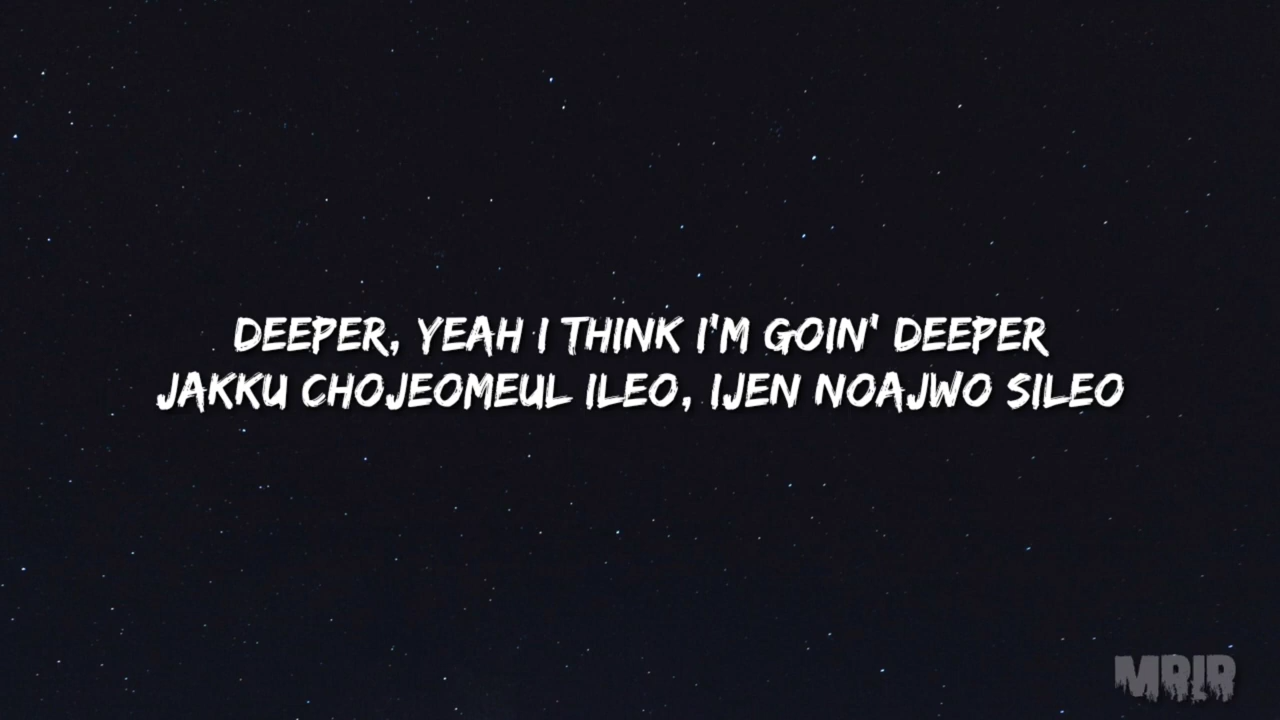 DEEPER, YEAH I THINK I'M GOIN' DEEPER
JAKKU CHOJEOMEUL ILEO, IJEN NOAJWO SILEO
MRLR